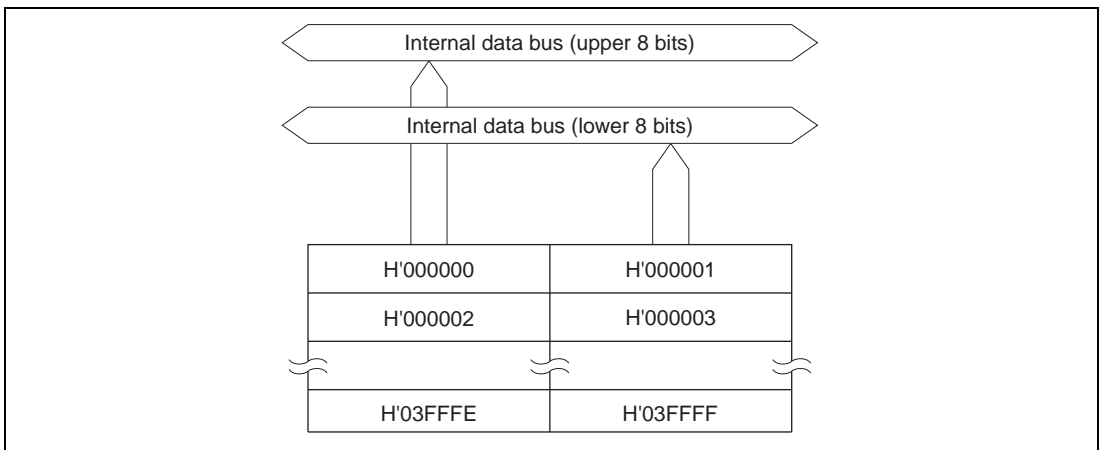 Internal data bus (upper 8 bits)
Internal data bus (lower 8 bits)
H'000000 H'000001
H'000002 H'000003
H'03FFFE H'03FFFF